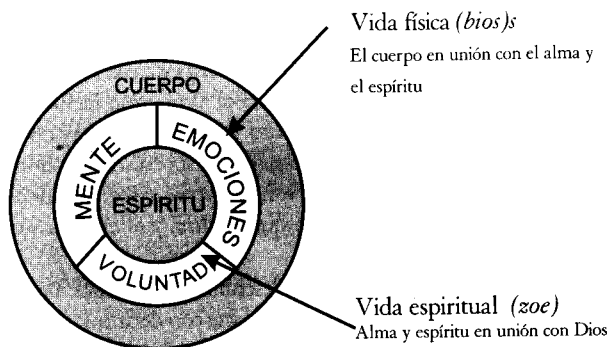 Vida física (bios)s
El cuerpo en unión con el alma y
el espíritu
CUERPO
MENTE
EMOCIONES
ESPÍRITU
VOLUNTAD
Vida espiritual (zoe)
Alma y espíritu en unión con Dios